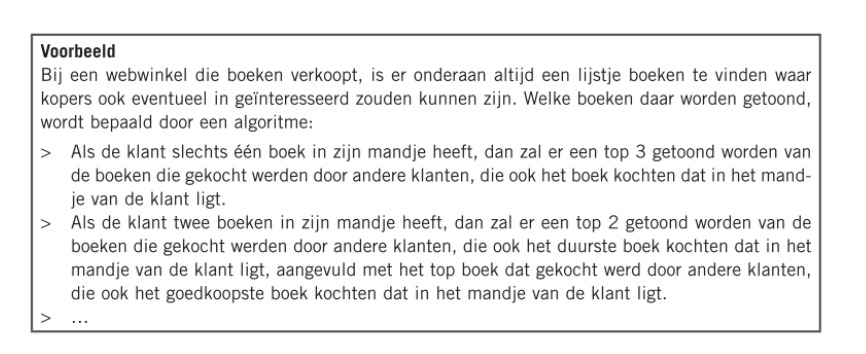 Voorbeeld
Bij een webwinkel die boeken verkoopt, is er onderaan altijd een lijstje boeken te vinden waar
kopers ook eventueel in geïnteresseerd zouden kunnen zijn. Welke boeken daar worden getoond,
wordt bepaald door een algoritme:
> Als de klant slechts één boek in zijn mandje heeft, dan zal er een top 3 getoond worden van
de boeken die gekocht werden door andere klanten, die ook het boek kochten dat in het mand-
je van de klant ligt.
> Als de klant twee boeken in zijn mandje heeft, dan zal er een top 2 getoond worden van de
boeken die gekocht werden door andere klanten, die ook het duurste boek kochten dat in het
mandje van de klant ligt, aangevuld met het top boek dat gekocht werd door andere klanten,
die ook het goedkoopste boek kochten dat in het mandje van de klant ligt.
> ...